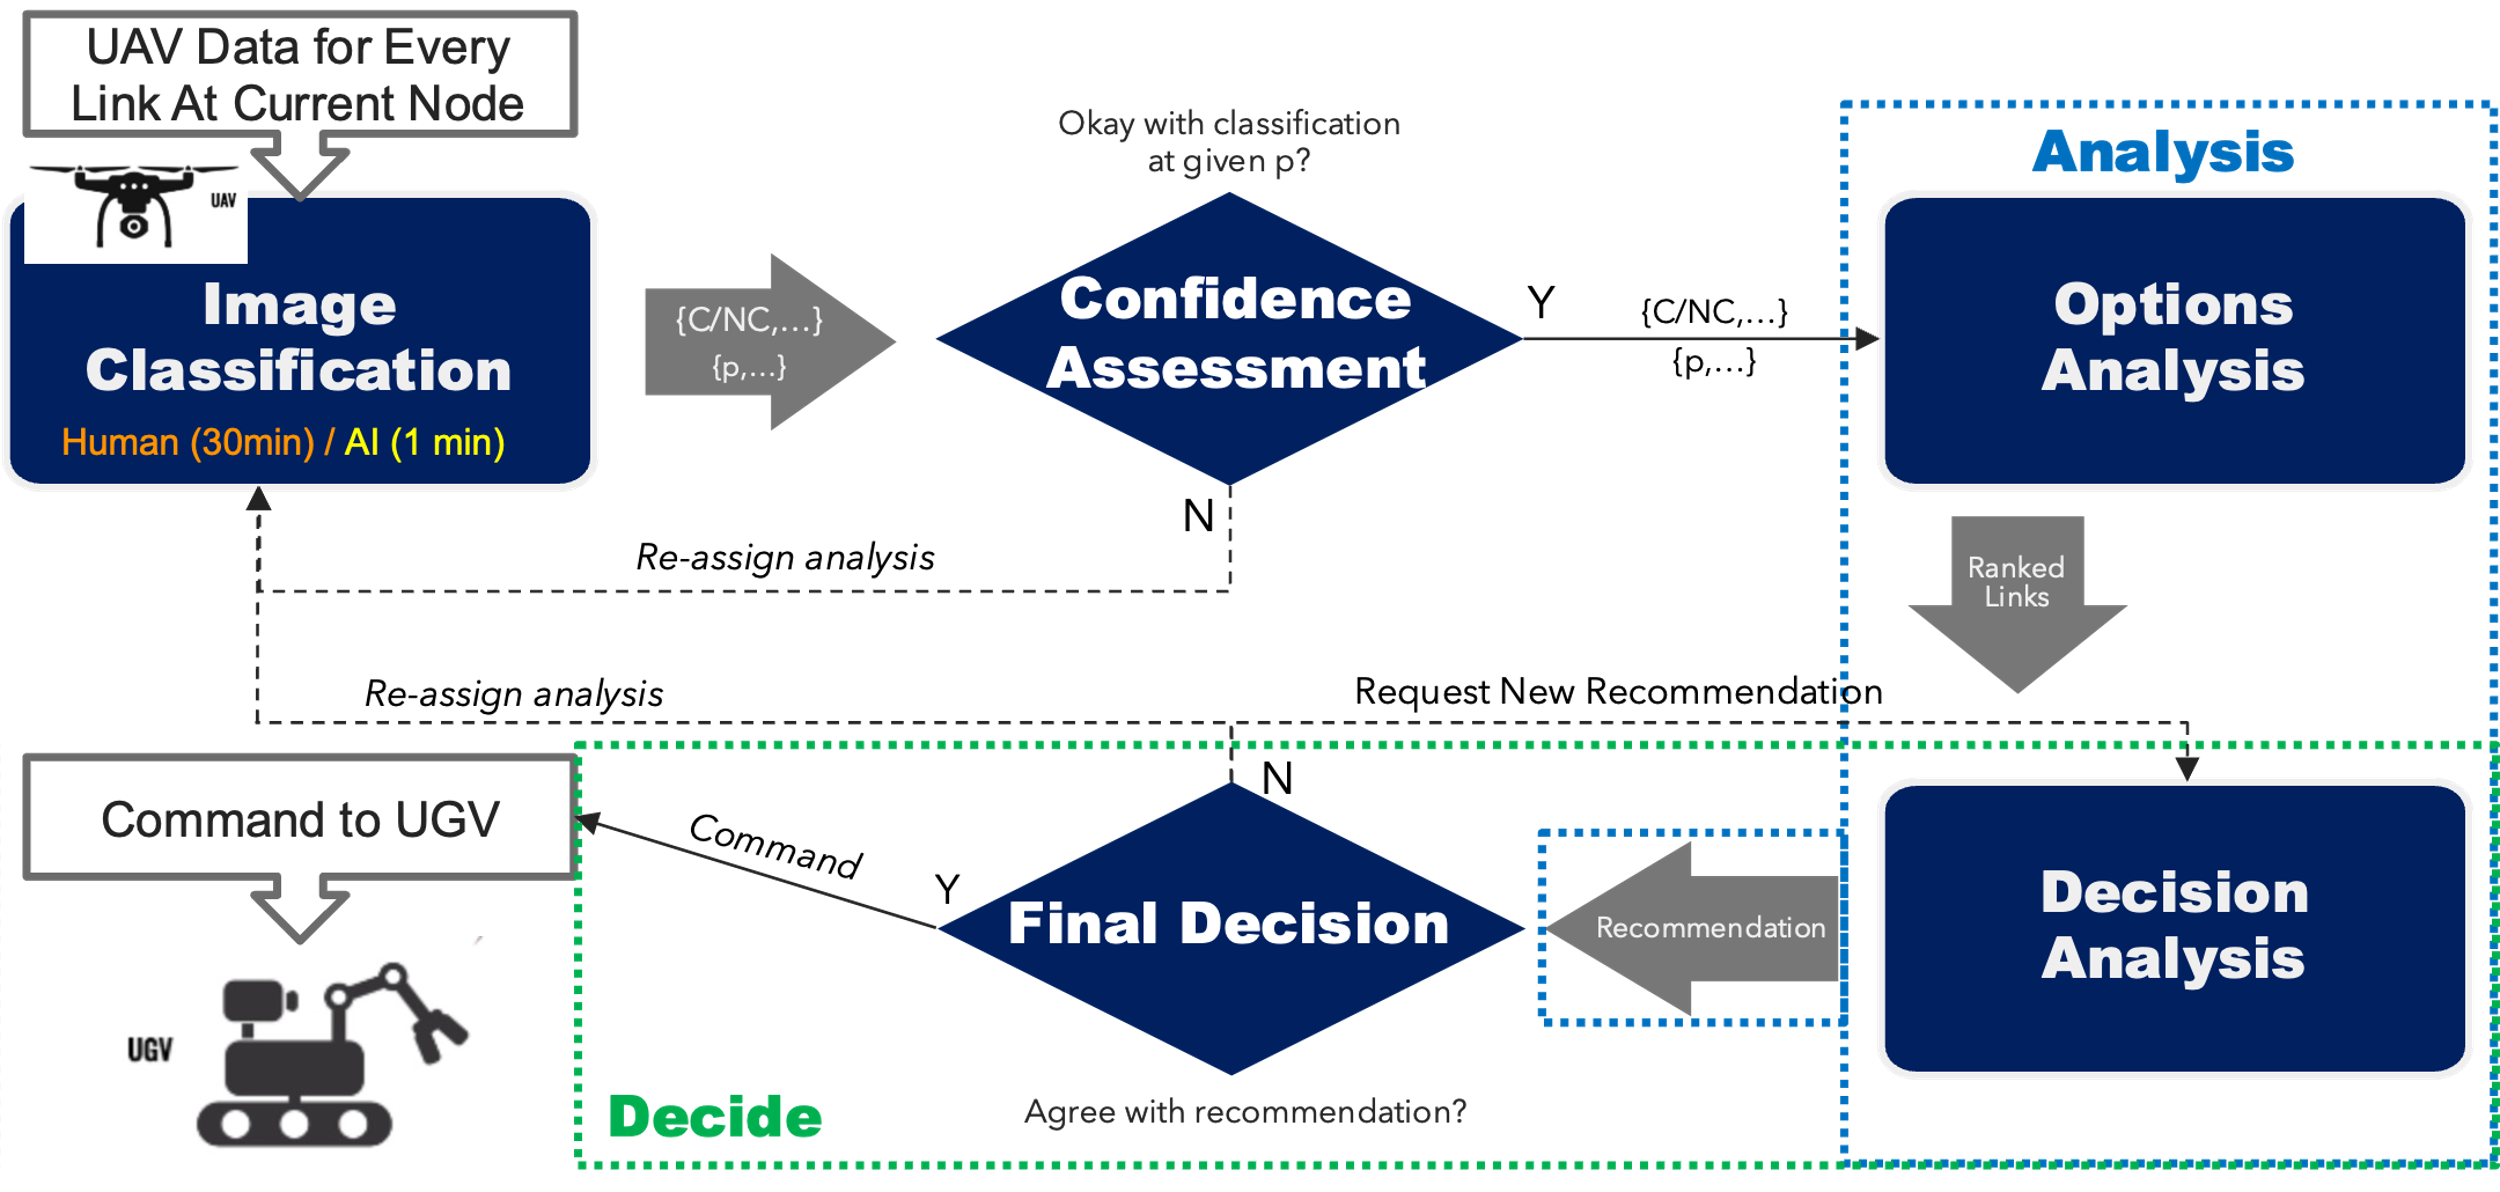 UAV Data for Every
Link At Current Node
UAV
Image
Classification
Human (30min) / AI (1 min)
{C/NC,...}
{p,...}
Okay with classification
at given p?
Confidence
Assessment
Y
{C/NC,...}
{p,...}
Analysis
Options
Analysis
N
Re-assign analysis
Ranked
Links
Re-assign analysis
Request New Recommendation
Command to UGV
Command
Y
N
Final Decision
Recommendation
Decision
Analysis
UGV
Decide
Agree with recommendation?